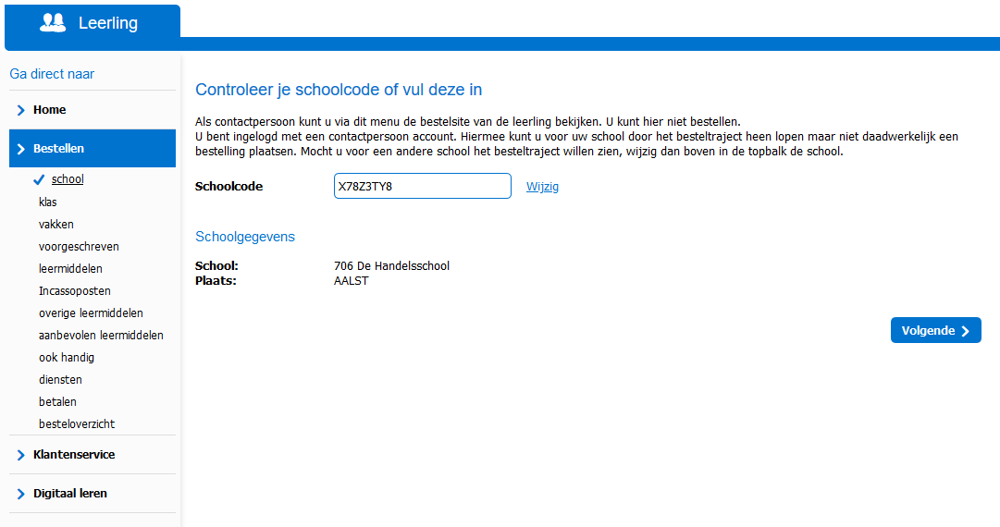 Leerling
Ga direct naar
Home
Bestellen
school
klas
vakken
voorgeschreven
leermiddelen
Incassoposten
overige leermiddelen
aanbevolen leermiddelen
ook handig
diensten
betalen
besteloverzicht
Klantenservice
Digitaal leren
Controleer je schoolcode of vul deze in
Als contactpersoon kunt u via dit menu de bestelsite van de leerling bekijken. U kunt hier niet bestellen.
U bent ingelogd met een contactpersoon account. Hiermee kunt u voor uw school door het besteltraject heen lopen maar niet daadwerkelijk een
bestelling plaatsen. Mocht u voor een andere school het besteltraject willen zien, wijzig dan boven in de topbalk de school.
Schoolcode X78Z3TY8 Wijzig
Schoolgegevens
School: 706 De Handelsschool
Plaats: AALST
Volgende